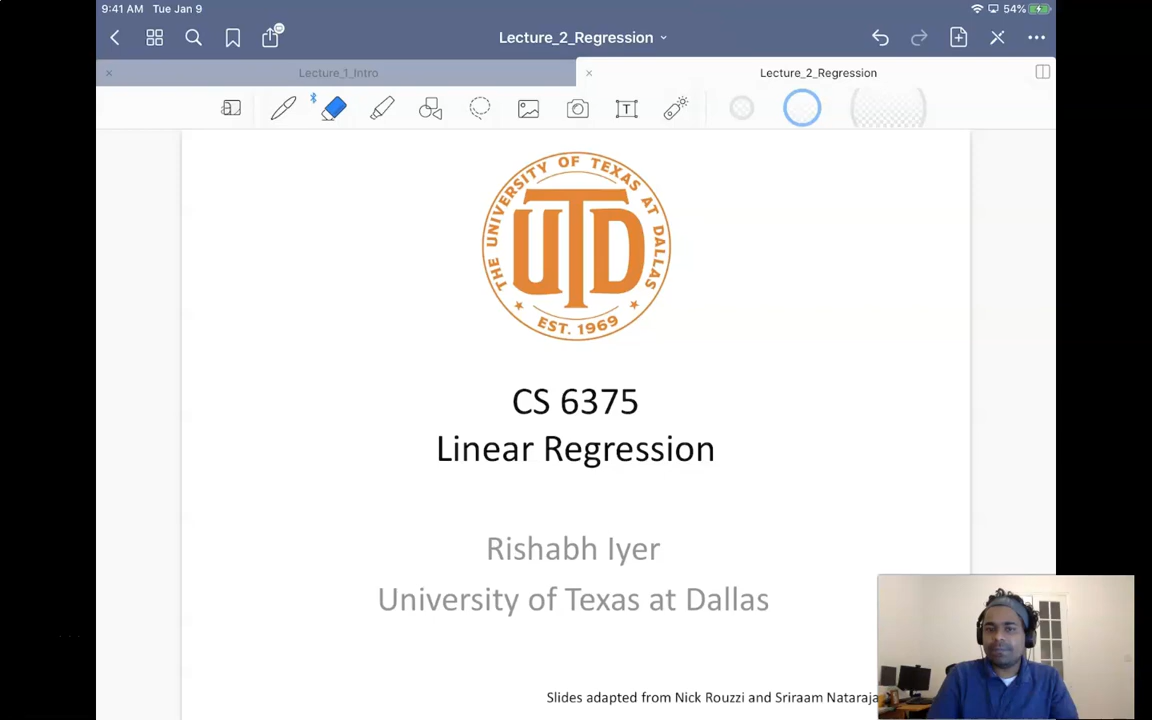 9:41 AM Tue Jan 9
54%
Lecture_2_Regression
Lecture_1_Intro
Lecture_2_Regression
T
THE UNIVERSITY OF TEXAS AT DALLAS
UTD
EST. 1969
CS 6375
Linear Regression
Rishabh Iyer
University of Texas at Dallas
Slides adapted from Nick Rouzzi and Sriraam Nataraja